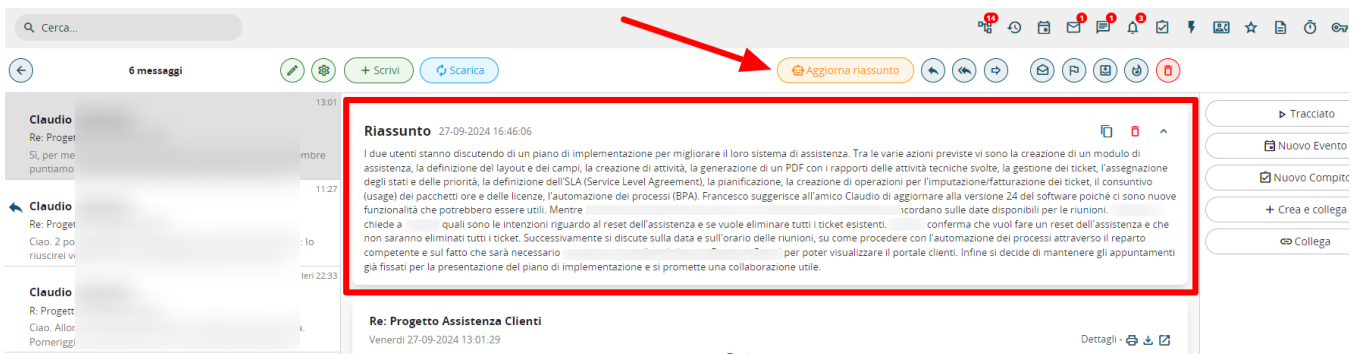 Cerca...
14
1
1
3
6 messaggi
+ Scrivi
Scarica
Aggiorna riassunto
13:01
Claudio
Re: Proget
Sì, per me
embre
puntiamo
11:27
Claudio
Re: Proget
Ciao. 2 po
: lo
riuscirei v
Ieri 22:33
Claudio
R: Progett
Ciao. Allor
a.
Pomerigg
Riassunto 27-09-2024 16:46:06
I due utenti stanno discutendo di un piano di implementazione per migliorare il loro sistema di assistenza. Tra le varie azioni previste vi sono la creazione di un modulo di
assistenza, la definizione del layout e dei campi, la creazione di attività, la generazione di un PDF con i rapporti delle attività tecniche svolte, la gestione dei ticket, l'assegnazione
degli stati e delle priorità, la definizione dell'SLA (Service Level Agreement), la pianificazione, la creazione di operazioni per l'imputazione/fatturazione dei ticket, il consuntivo
(usage) dei pacchetti ore e delle licenze, l'automazione dei processi (BPA). Francesco suggerisce all'amico Claudio di aggiornare alla versione 24 del software poiché ci sono nuove
funzionalità che potrebbero essere utili. Mentre ncordano sulle date disponibili per le riunioni.
chiede a quali sono le intenzioni riguardo al reset dell'assistenza e se vuole eliminare tutti i ticket esistenti. conferma che vuol fare un reset dell'assistenza e che
non saranno eliminati tutti i ticket. Successivamente si discute sulla data e sull'orario delle riunioni, su come procedere con l'automazione dei processi attraverso il reparto
competente e sul fatto che sarà necessario per poter visualizzare il portale clienti. Infine si decide di mantenere gli appuntamenti
già fissati per la presentazione del piano di implementazione e si promette una collaborazione utile.
Re: Progetto Assistenza Clienti
Venerdì 27-09-2024 13:01:29
Dettagli -
Tracciato
Nuovo Evento
Nuovo Compito
+ Crea e collega
Collega